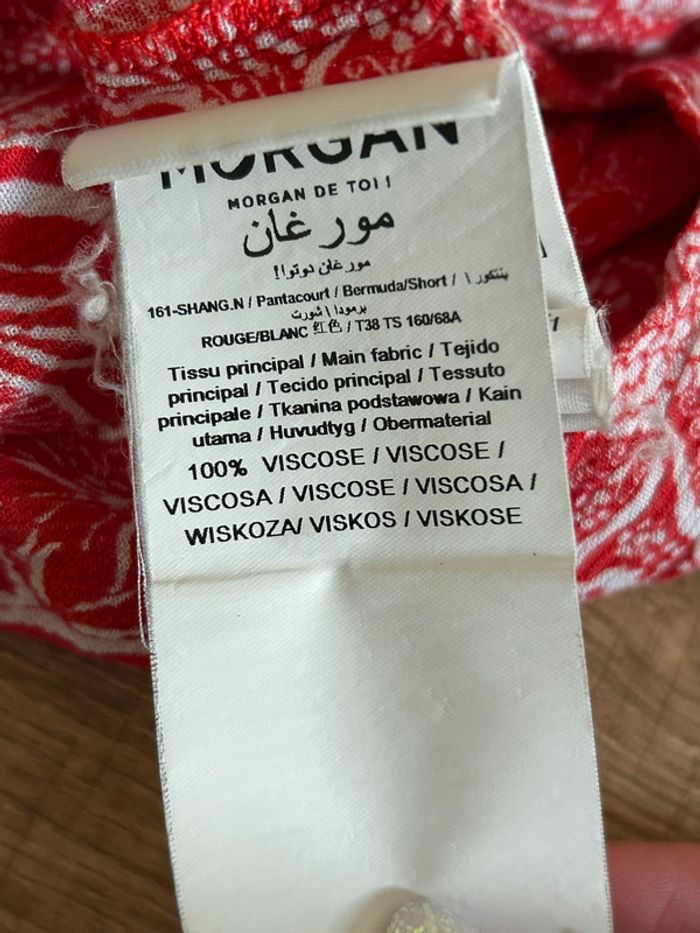 MORGAN
MORGAN DE TOI !
مورغان
مورغان دوتوا!
161-SHANG.N / Pantacourt / Bermuda/Short / بنتكور \
برمودا \ شورت
ROUGE/BLANC 红色 / T38 TS 160/68A
Tissu principal / Main fabric / Tejido
principal / Tecido principal / Tessuto
principale / Tkanina podstawowa / Kain
utama / Huvudtyg / Obermaterial
100% VISCOSE / VISCOSE /
VISCOSA / VISCOSE / VISCOSA /
WISKOZA/ VISKOS / VISKOSE